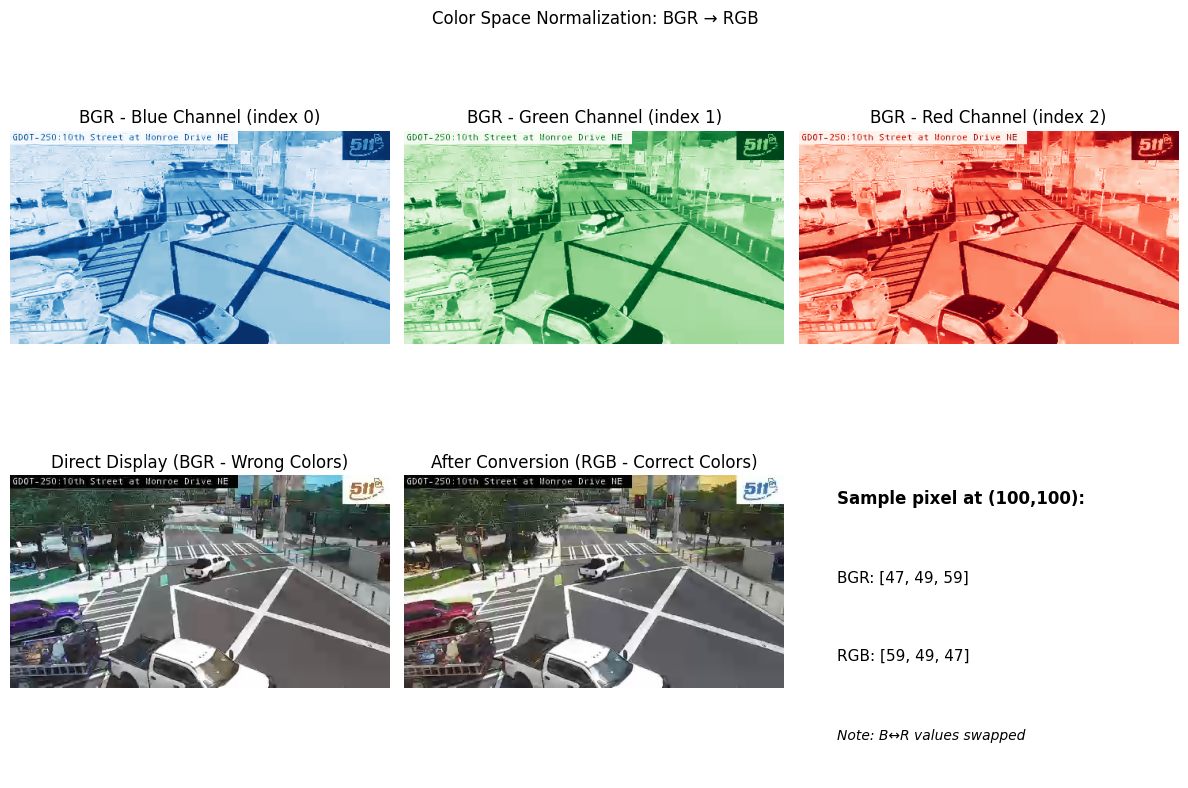 Color Space Normalization: BGR → RGB
BGR - Blue Channel (index 0)
BGR - Green Channel (index 1)
BGR - Red Channel (index 2)
GDOT-250:10th Street at Monroe Drive NE
511
GDOT-250:10th Street at Monroe Drive NE
511
GDOT-250:10th Street at Monroe Drive NE
511
Direct Display (BGR - Wrong Colors)
After Conversion (RGB - Correct Colors)
GDOT-250:10th Street at Monroe Drive NE
511
GDOT-250:10th Street at Monroe Drive NE
511
Sample pixel at (100,100):
BGR: [47, 49, 59]
RGB: [59, 49, 47]
Note: B↔R values swapped